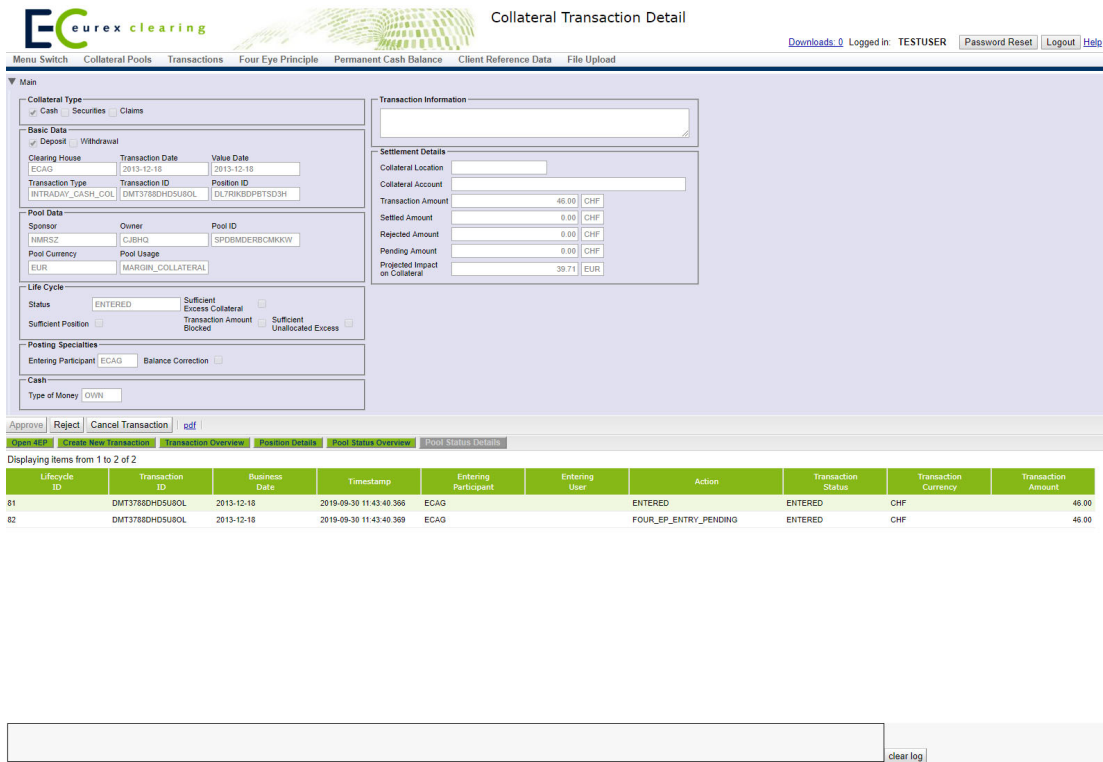 EC eurex clearing
Collateral Transaction Detail
Downloads: 0 Logged in: TESTUSER Password Reset Logout Help
Menu Switch Collateral Pools Transactions Four Eye Principle Permanent Cash Balance Client Reference Data File Upload
Main
Collateral Type
Cash Securities Claims
Basic Data
Deposit Withdrawal
Clearing House Transaction Date Value Date
ECAG 2013-12-18 2013-12-18
Transaction Type Transaction ID Position ID
INTRADAY_CASH_COL DMT3788DHD5U8OL DL7RIKBDPBTSD3H
Pool Data
Sponsor Owner Pool ID
NMRSZ CJBHQ SPDBMDERBCMKKW
Pool Currency Pool Usage
EUR MARGIN_COLLATERAL
Life Cycle
Status ENTERED Sufficient
Excess Collateral
Sufficient Position Transaction Amount
Blocked
Sufficient
Unallocated Excess
Posting Specialties
Entering Participant ECAG Balance Correction
Cash
Type of Money OWN
Transaction Information
Settlement Details
Collateral Location
Collateral Account
Transaction Amount 46.00 CHF
Settled Amount 0.00 CHF
Rejected Amount 0.00 CHF
Pending Amount 0.00 CHF
Projected Impact
on Collateral 39.71 EUR
Approve Reject Cancel Transaction pdf
Open 4EP Create New Transaction Transaction Overview Position Details Pool Status Overview Pool Status Details
Displaying items from 1 to 2 of 2
Lifecycle ID Transaction ID Business Date Timestamp Entering Participant Entering User Action Transaction Status Transaction Currency Transaction Amount
81 DMT3788DHD5U8OL 2013-12-18 2019-09-30 11:43:40.366 ECAG ENTERED ENTERED CHF 46.00
82 DMT3788DHD5U8OL 2013-12-18 2019-09-30 11:43:40.369 ECAG FOUR_EP_ENTRY_PENDING ENTERED CHF 46.00
clear log